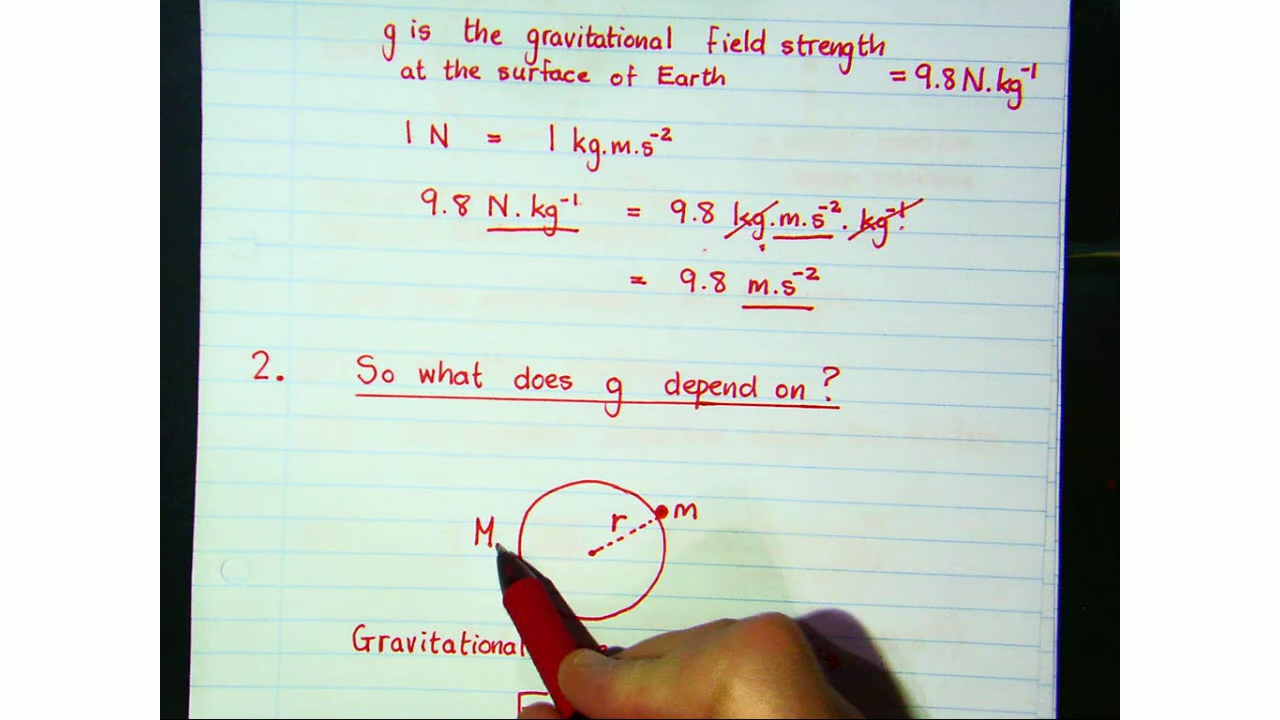 g is the gravitational field strength
at the surface of Earth = 9.8 N.kg⁻¹
1 N = 1 kg.m.s⁻²
9.8 N.kg⁻¹ = 9.8 kg.m.s⁻².kg⁻¹
= 9.8 m.s⁻²
2. So what does g depend on?
m
r
M
Gravitational